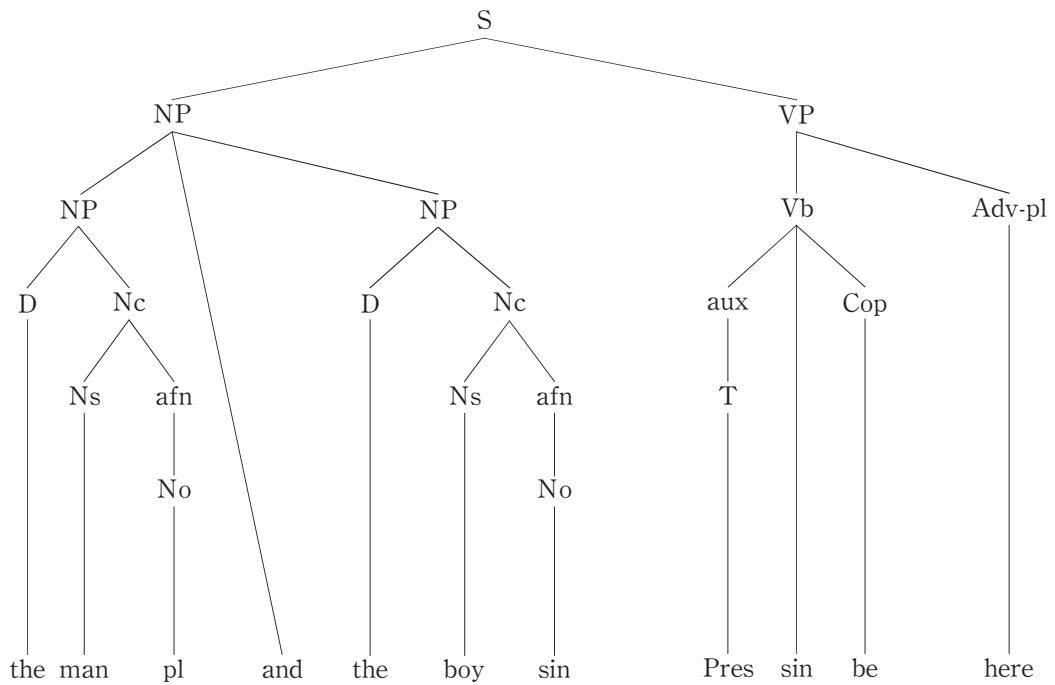 S
NP VP
NP NP Vb Adv-pl
D Nc D Nc aux Cop
Ns afn Ns afn T
No No
the man pl and the boy sin Pres sin be here